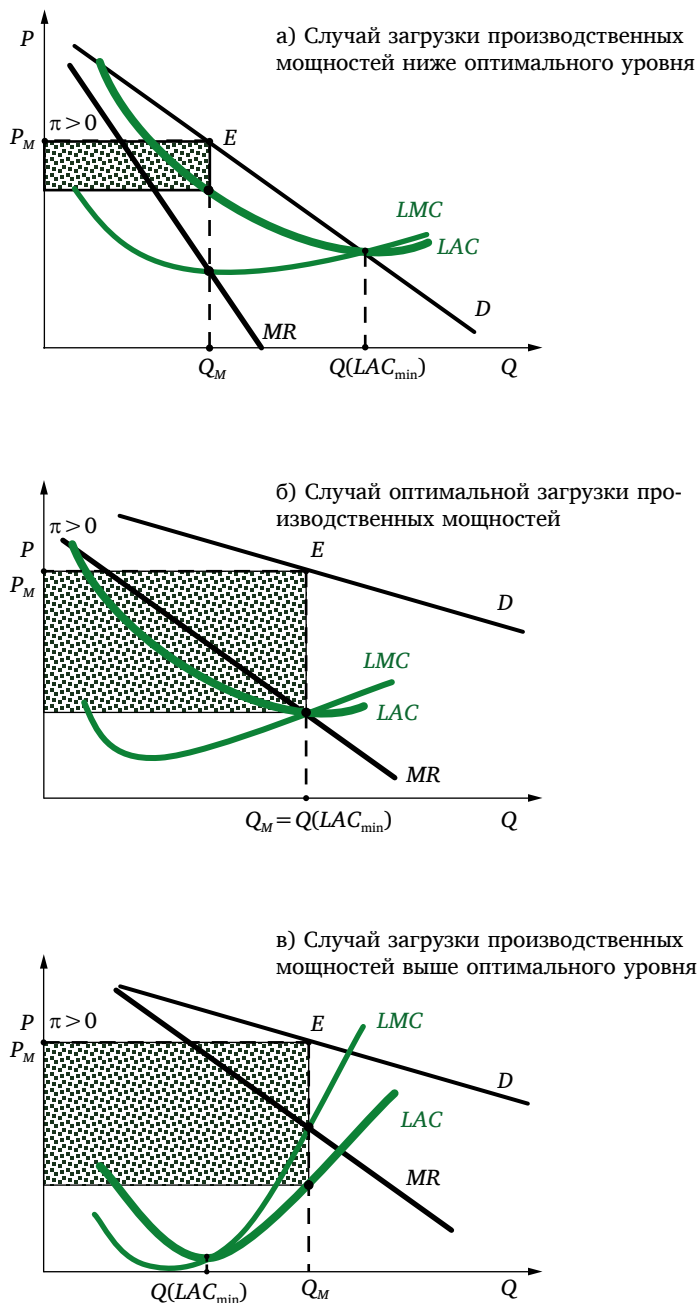 а) Случай загрузки производственных
мощностей ниже оптимального уровня
P
π > 0
P_M
E
LMC
LAC
D
MR
Q_M
Q(LAC_min)
Q
б) Случай оптимальной загрузки про-
изводственных мощностей
π > 0
P
E
P_M
D
LMC
LAC
MR
Q_M = Q(LAC_min)
Q
в) Случай загрузки производственных
мощностей выше оптимального уровня
P
π > 0
E
LMC
P_M
D
LAC
MR
Q(LAC_min)
Q_M
Q